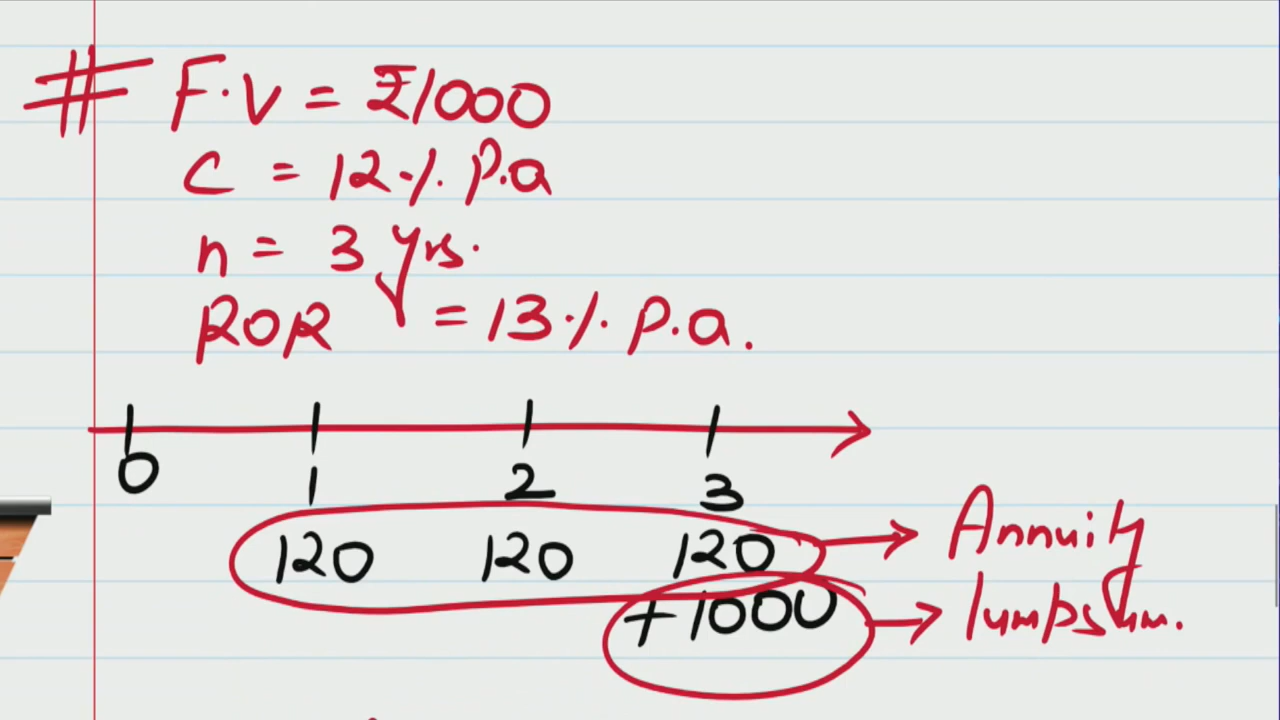 # F.V = ₹1000
C = 12% P.a
n = 3 yrs.
ROR = 13% P.a.
0 1 2 3
120 120 120 → Annuity
+1000 → lumpsum.